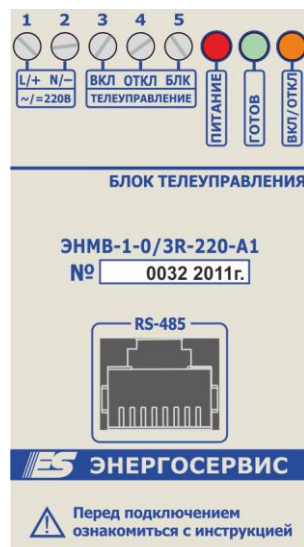 1 2 3 4 5
L/+ N/– ВКЛ ОТКЛ БЛК
~/=220В ТЕЛЕУПРАВЛЕНИЕ
ПИТАНИЕ
ГОТОВ
ВКЛ/ОТКЛ
БЛОК ТЕЛЕУПРАВЛЕНИЯ
ЭНМВ-1-0/3R-220-А1
№ 0032 2011г.
RS-485
ES ЭНЕРГОСЕРВИС
Перед подключением
ознакомиться с инструкцией